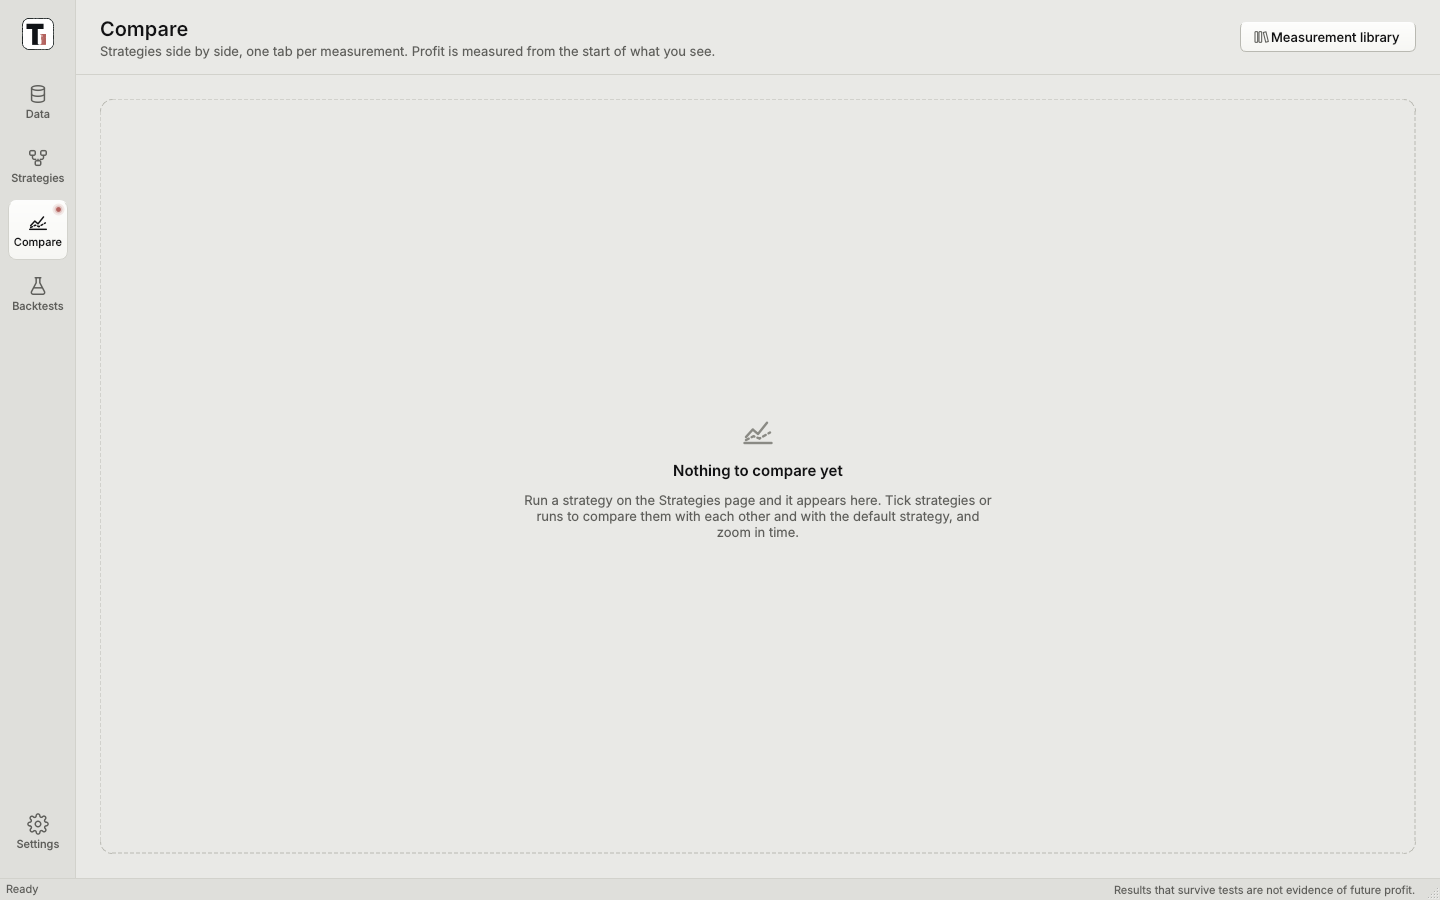 Compare
Strategies side by side, one tab per measurement. Profit is measured from the start of what you see.
Measurement library
Data
Strategies
Compare
Backtests
Nothing to compare yet
Run a strategy on the Strategies page and it appears here. Tick strategies or
runs to compare them with each other and with the default strategy, and
zoom in time.
Settings
Ready
Results that survive tests are not evidence of future profit.